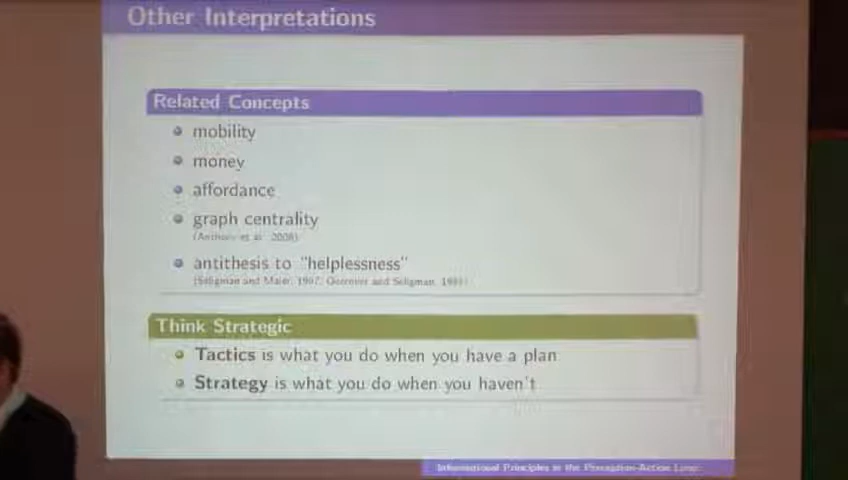 Other Interpretations
Related Concepts
mobility
money
affordance
graph centrality
(Anthony et al. 2008)
antithesis to "helplessness"
(Seligman and Maier, 1967; and Seligman,
Think Strategic
Tactics is what you do when you have a plan
Strategy is what you do when you haven't
Informational Principles in the Perception-Action Loop